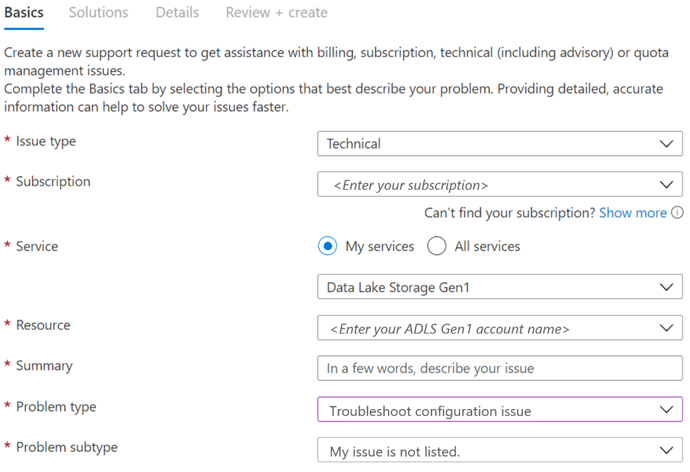 Basics Solutions Details Review + create
Create a new support request to get assistance with billing, subscription, technical (including advisory) or quota
management issues.
Complete the Basics tab by selecting the options that best describe your problem. Providing detailed, accurate
information can help to solve your issues faster.
* Issue type Technical
* Subscription <Enter your subscription>
Can't find your subscription? Show more
* Service My services All services
Data Lake Storage Gen1
* Resource <Enter your ADLS Gen1 account name>
* Summary In a few words, describe your issue
* Problem type Troubleshoot configuration issue
* Problem subtype My issue is not listed.